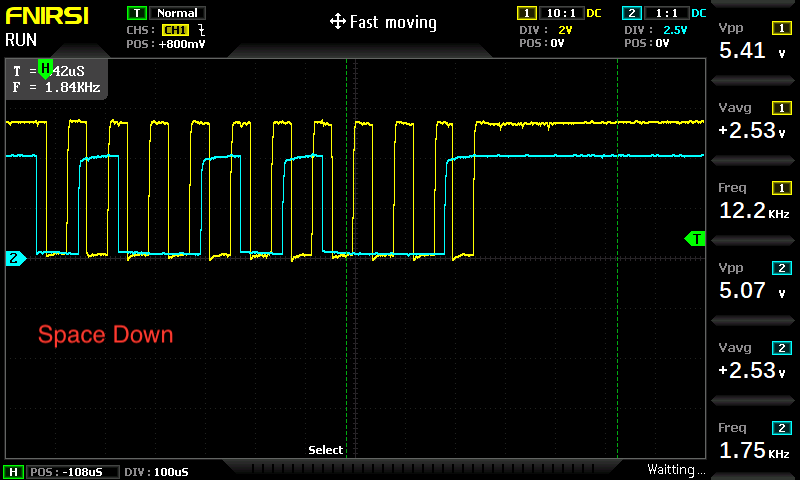 FNIRSI
RUN
T Normal
CHS: CH1
POS: +800mV
Fast moving
1 10:1 DC
DIV: 2V
POS: 0V
2 1:1 DC
DIV: 2.5V
POS: 0V
T = 42uS
F = 1.84KHz
H
T
2
Space Down
Select
H POS: -108uS DIV: 100uS
Waitting...
Vpp 1
5.41 V
Vavg 1
+2.53 V
Freq 1
12.2 KHz
Vpp 2
5.07 V
Vavg 2
+2.53 V
Freq 2
1.75 KHz